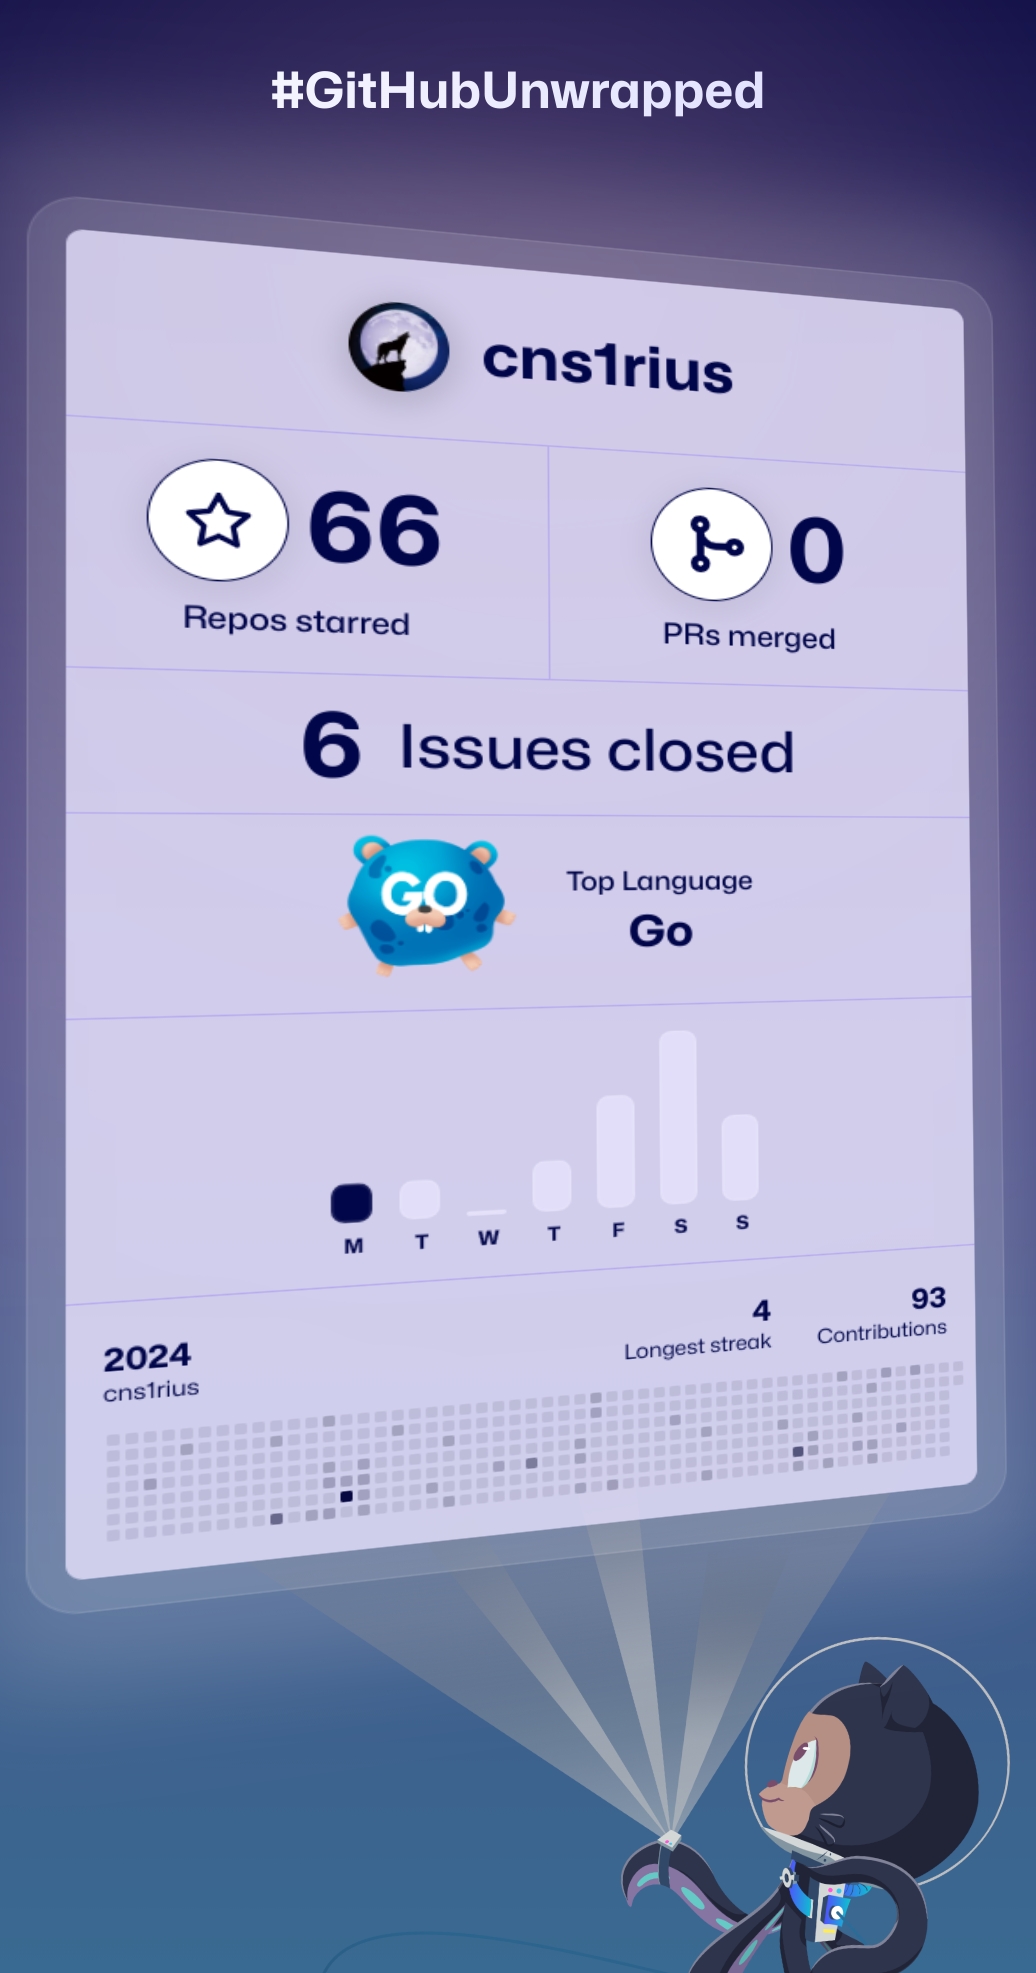 #GitHubUnwrapped
cns1rius
66
Repos starred
0
PRs merged
6 Issues closed
GO
Top Language
Go
M T W T F S S
2024
cns1rius
4
Longest streak
93
Contributions